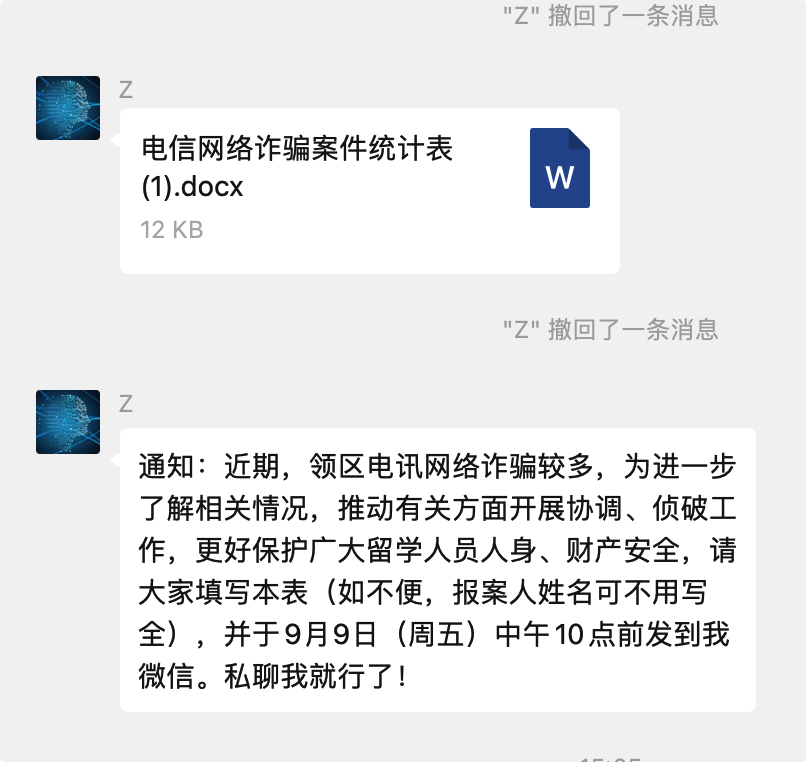 "Z" 撤回了一条消息
Z
电信网络诈骗案件统计表
(1).docx
W
12 KB
"Z" 撤回了一条消息
Z
通知：近期，领区电讯网络诈骗较多，为进一步
了解相关情况，推动有关方面开展协调、侦破工
作，更好保护广大留学人员人身、财产安全，请
大家填写本表（如不便，报案人姓名可不用写
全），并于9月9日（周五）中午10点前发到我
微信。私聊我就行了！